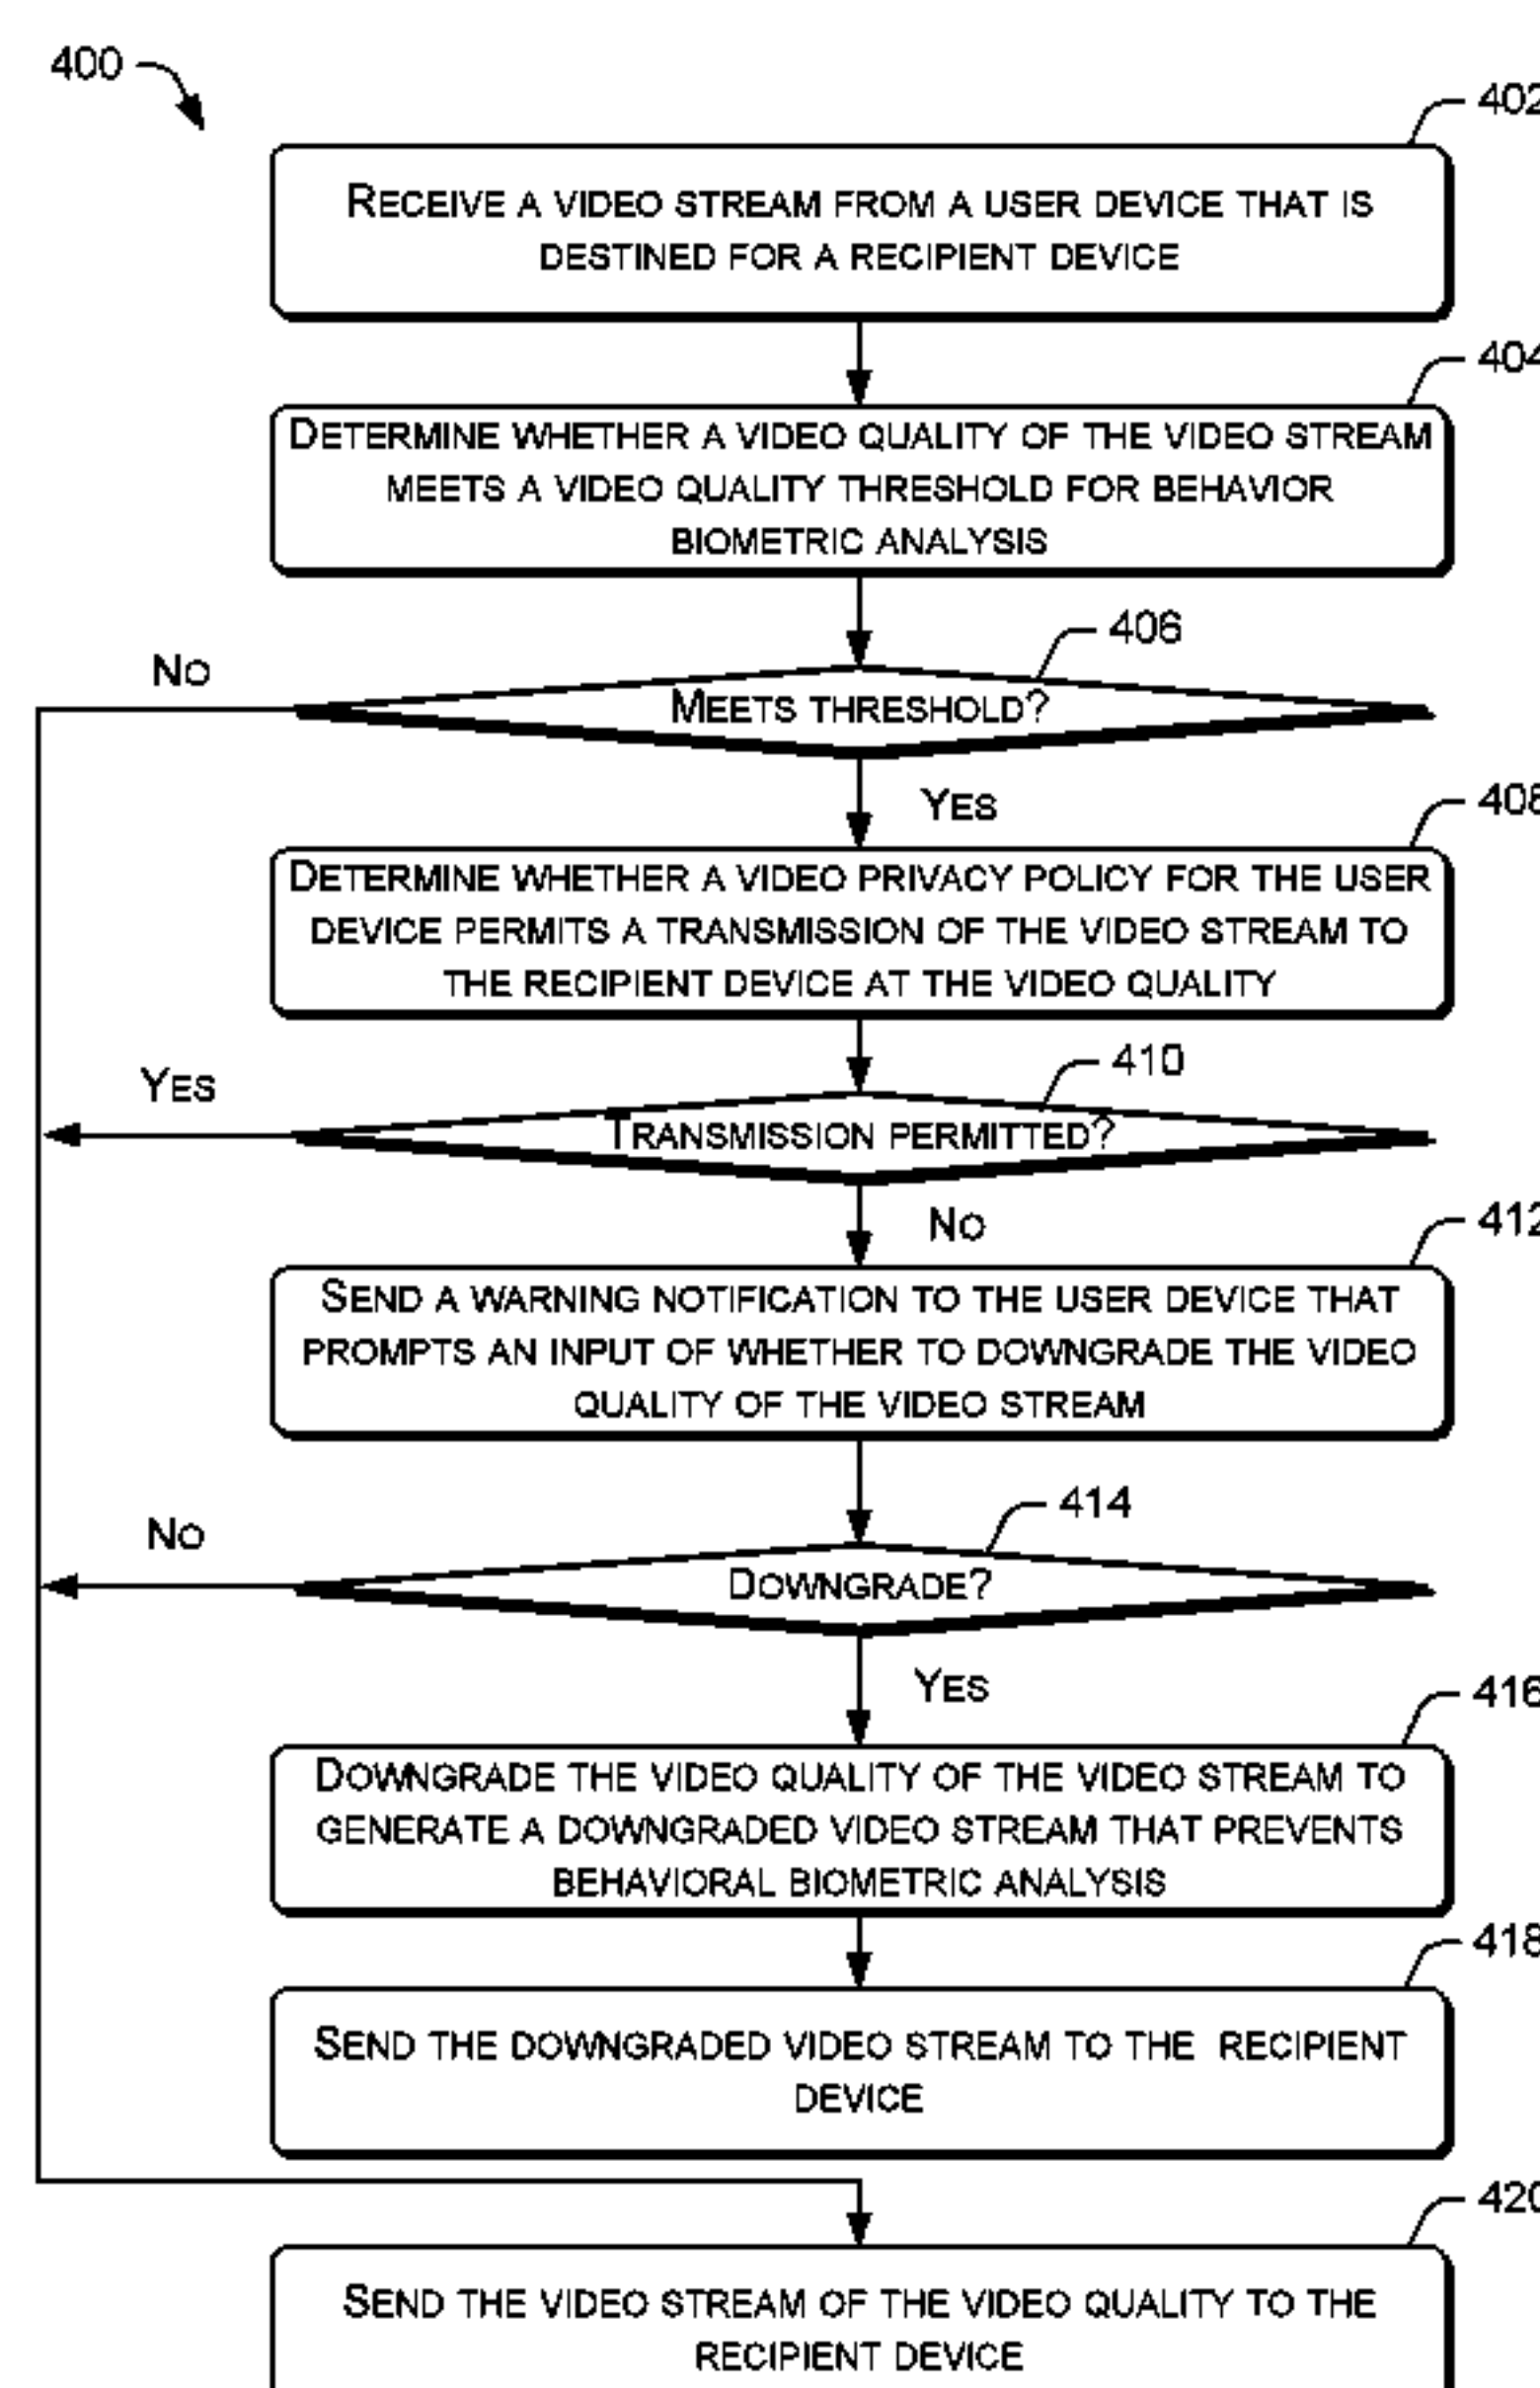 400
402
RECEIVE A VIDEO STREAM FROM A USER DEVICE THAT IS
DESTINED FOR A RECIPIENT DEVICE
404
DETERMINE WHETHER A VIDEO QUALITY OF THE VIDEO STREAM
MEETS A VIDEO QUALITY THRESHOLD FOR BEHAVIOR
BIOMETRIC ANALYSIS
406
NO
MEETS THRESHOLD?
YES
408
DETERMINE WHETHER A VIDEO PRIVACY POLICY FOR THE USER
DEVICE PERMITS A TRANSMISSION OF THE VIDEO STREAM TO
THE RECIPIENT DEVICE AT THE VIDEO QUALITY
410
YES
TRANSMISSION PERMITTED?
NO
412
SEND A WARNING NOTIFICATION TO THE USER DEVICE THAT
PROMPTS AN INPUT OF WHETHER TO DOWNGRADE THE VIDEO
QUALITY OF THE VIDEO STREAM
414
NO
DOWNGRADE?
YES
416
DOWNGRADE THE VIDEO QUALITY OF THE VIDEO STREAM TO
GENERATE A DOWNGRADED VIDEO STREAM THAT PREVENTS
BEHAVIORAL BIOMETRIC ANALYSIS
418
SEND THE DOWNGRADED VIDEO STREAM TO THE RECIPIENT
DEVICE
420
SEND THE VIDEO STREAM OF THE VIDEO QUALITY TO THE
RECIPIENT DEVICE